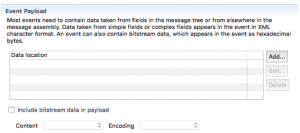 Event Payload
Most events need to contain data taken from fields in the message tree or from elsewhere in the
message assembly. Data taken from simple fields or complex fields appears in the event in XML
character format. An event can also contain bitstream data, which appears in the event as hexadecimal
bytes.
Data location
Add...
Edit...
Delete
Include bitstream data in payload
Content
Encoding